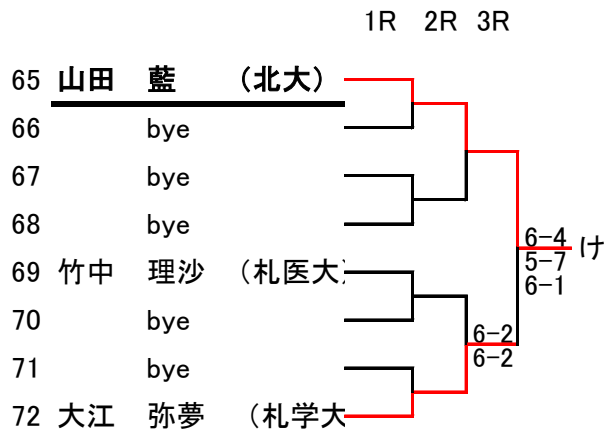 1R 2R 3R
65 山田 藍 (北大)
66 bye
67 bye
68 bye
6-4
5-7
6-1
け
69 竹中 理沙 (札医大)
70 bye
6-2
6-2
71 bye
72 大江 弥夢 (札学大